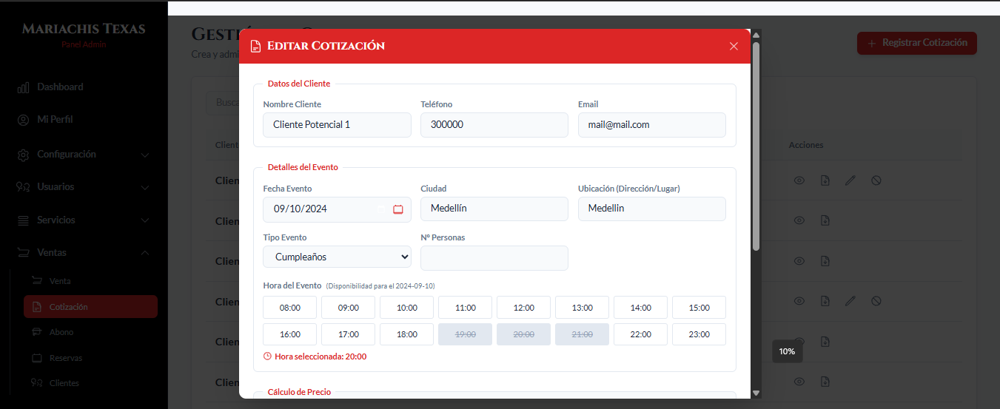 MARIACHIS TEXAS
Panel Admin
Dashboard
Mi Perfil
Configuración
Usuarios
Servicios
Ventas
Venta
Cotización
Abono
Reservas
Clientes
Crea y admi
Registrar Cotización
Busca
Client
Acciones
Clien
Clien
Clien
Clien
Clien
Clien
EDITAR COTIZACIÓN
Datos del Cliente
Nombre Cliente Teléfono Email
Cliente Potencial 1 300000 mail@mail.com
Detalles del Evento
Fecha Evento Ciudad Ubicación (Dirección/Lugar)
09/10/2024 Medellín Medellin
Tipo Evento Nº Personas
Cumpleaños
Hora del Evento (Disponibilidad para el 2024-09-10)
08:00 09:00 10:00 11:00 12:00 13:00 14:00 15:00
16:00 17:00 18:00 19:00 20:00 21:00 22:00 23:00
Hora seleccionada: 20:00
Cálculo de Precio
10%